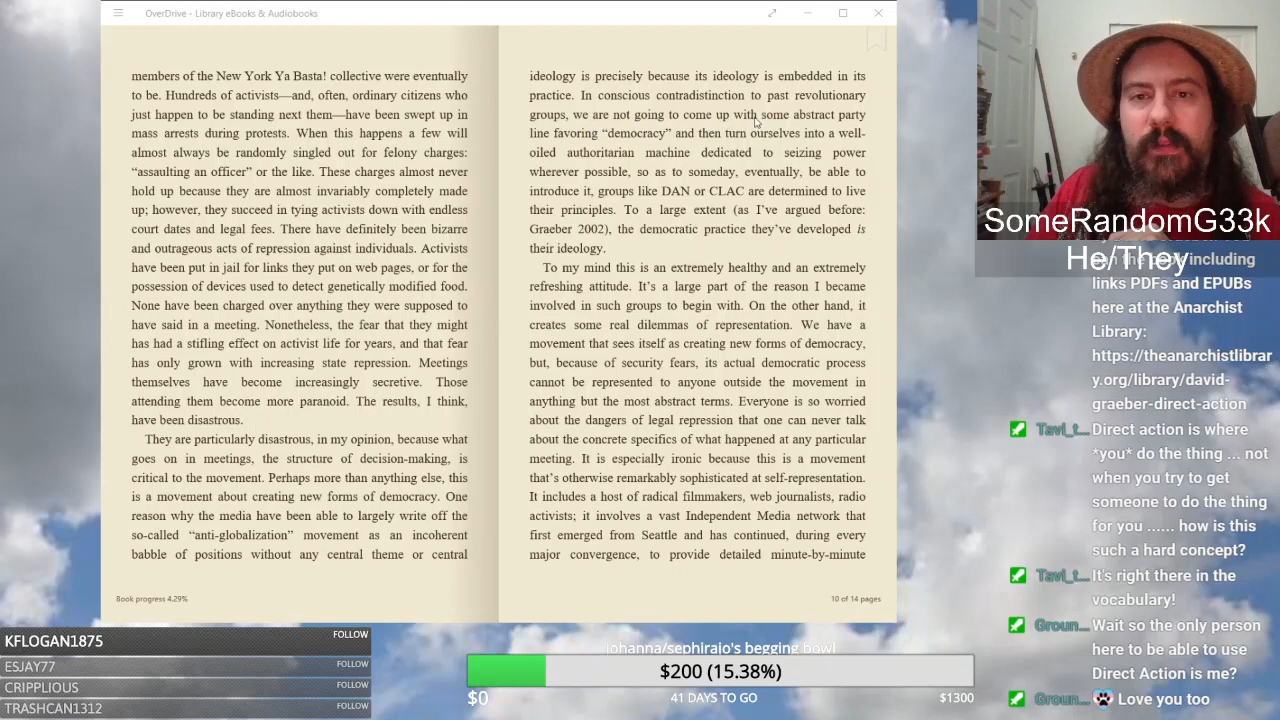 OverDrive - Library eBooks & Audiobooks
members of the New York Ya Basta! collective were eventually
to be. Hundreds of activists—and, often, ordinary citizens who
just happen to be standing next them—have been swept up in
mass arrests during protests. When this happens a few will
almost always be randomly singled out for felony charges:
“assaulting an officer” or the like. These charges almost never
hold up because they are almost invariably completely made
up; however, they succeed in tying activists down with endless
court dates and legal fees. There have definitely been bizarre
and outrageous acts of repression against individuals. Activists
have been put in jail for links they put on web pages, or for the
possession of devices used to detect genetically modified food.
None have been charged over anything they were supposed to
have said in a meeting. Nonetheless, the fear that they might
has had a stifling effect on activist life for years, and that fear
has only grown with increasing state repression. Meetings
themselves have become increasingly secretive. Those
attending them become more paranoid. The results, I think,
have been disastrous.
They are particularly disastrous, in my opinion, because what
goes on in meetings, the structure of decision-making, is
critical to the movement. Perhaps more than anything else, this
is a movement about creating new forms of democracy. One
reason why the media have been able to largely write off the
so-called “anti-globalization” movement as an incoherent
babble of positions without any central theme or central
Book progress 4.29%
ideology is precisely because its ideology is embedded in its
practice. In conscious contradistinction to past revolutionary
groups, we are not going to come up with some abstract party
line favoring “democracy” and then turn ourselves into a well-
oiled authoritarian machine dedicated to seizing power
wherever possible, so as to someday, eventually, be able to
introduce it, groups like DAN or CLAC are determined to live
their principles. To a large extent (as I’ve argued before:
Graeber 2002), the democratic practice they’ve developed is
their ideology.
To my mind this is an extremely healthy and an extremely
refreshing attitude. It’s a large part of the reason I became
involved in such groups to begin with. On the other hand, it
creates some real dilemmas of representation. We have a
movement that sees itself as creating new forms of democracy,
but, because of security fears, its actual democratic process
cannot be represented to anyone outside the movement in
anything but the most abstract terms. Everyone is so worried
about the dangers of legal repression that one can never talk
about the concrete specifics of what happened at any particular
meeting. It is especially ironic because this is a movement
that’s otherwise remarkably sophisticated at self-representation.
It includes a host of radical filmmakers, web journalists, radio
activists; it involves a vast Independent Media network that
first emerged from Seattle and has continued, during every
major convergence, to provide detailed minute-by-minute
10 of 14 pages
SomeRandomG33k
He/They
including
links PDFs and EPUBs
here at the Anarchist
Library:
https://theanarchistlibrar
y.org/library/david-
graeber-direct-action
Tavi_t... Direct action is where
*you* do the thing ... not
when you try to get
someone to do the thing
for you ...... how is this
such a hard concept?
Tavi_t... It's right there in the
vocabulary!
Groun... Wait so the only person
here to be able to use
Direct Action is me?
Groun... Love you too
KFLOGAN1875 FOLLOW
ESJAY77 FOLLOW
CRIPPLIOUS FOLLOW
TRASHCAN1312 FOLLOW
johanna/sephiraio's begging bowl
$200 (15.38%)
$0 41 DAYS TO GO $1300